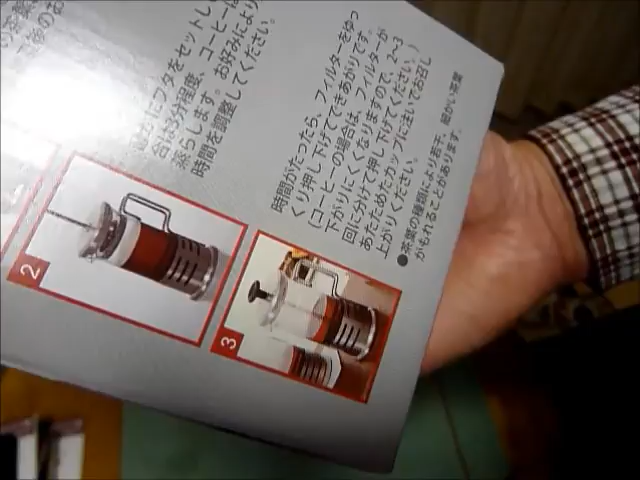 にフタをセットし
合は3分程度、コーヒーは
蒸らします。お好みにより
時間を調整してください。
2
時間がたったら、フィルターをゆっ
くり押し下げてできあがりです。
(コーヒーの場合は、フィルターが
下がりにくくなりますので、2~3
回に分けて押し下げてください。)
あたためたカップに注いでお召し
上がりください。
●茶葉の種類により若干、細かい茶葉
がもれることがあります。
3